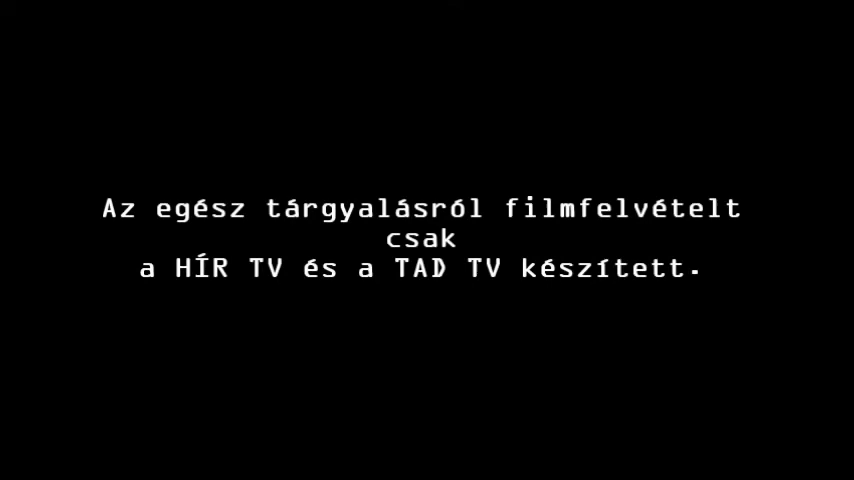 Az egész tárgyalásról filmfelvételt
csak
a HÍR TV és a TAD TV készített.